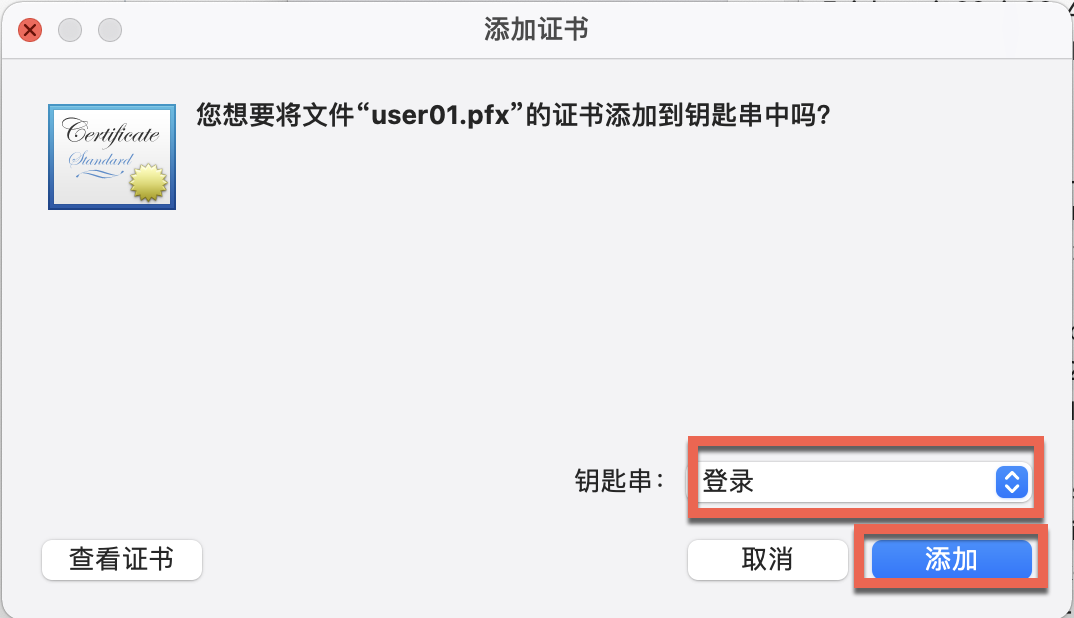 添加证书
Certificate
Standard
您想要将文件“user01.pfx”的证书添加到钥匙串中吗?
钥匙串:
登录
查看证书
取消
添加